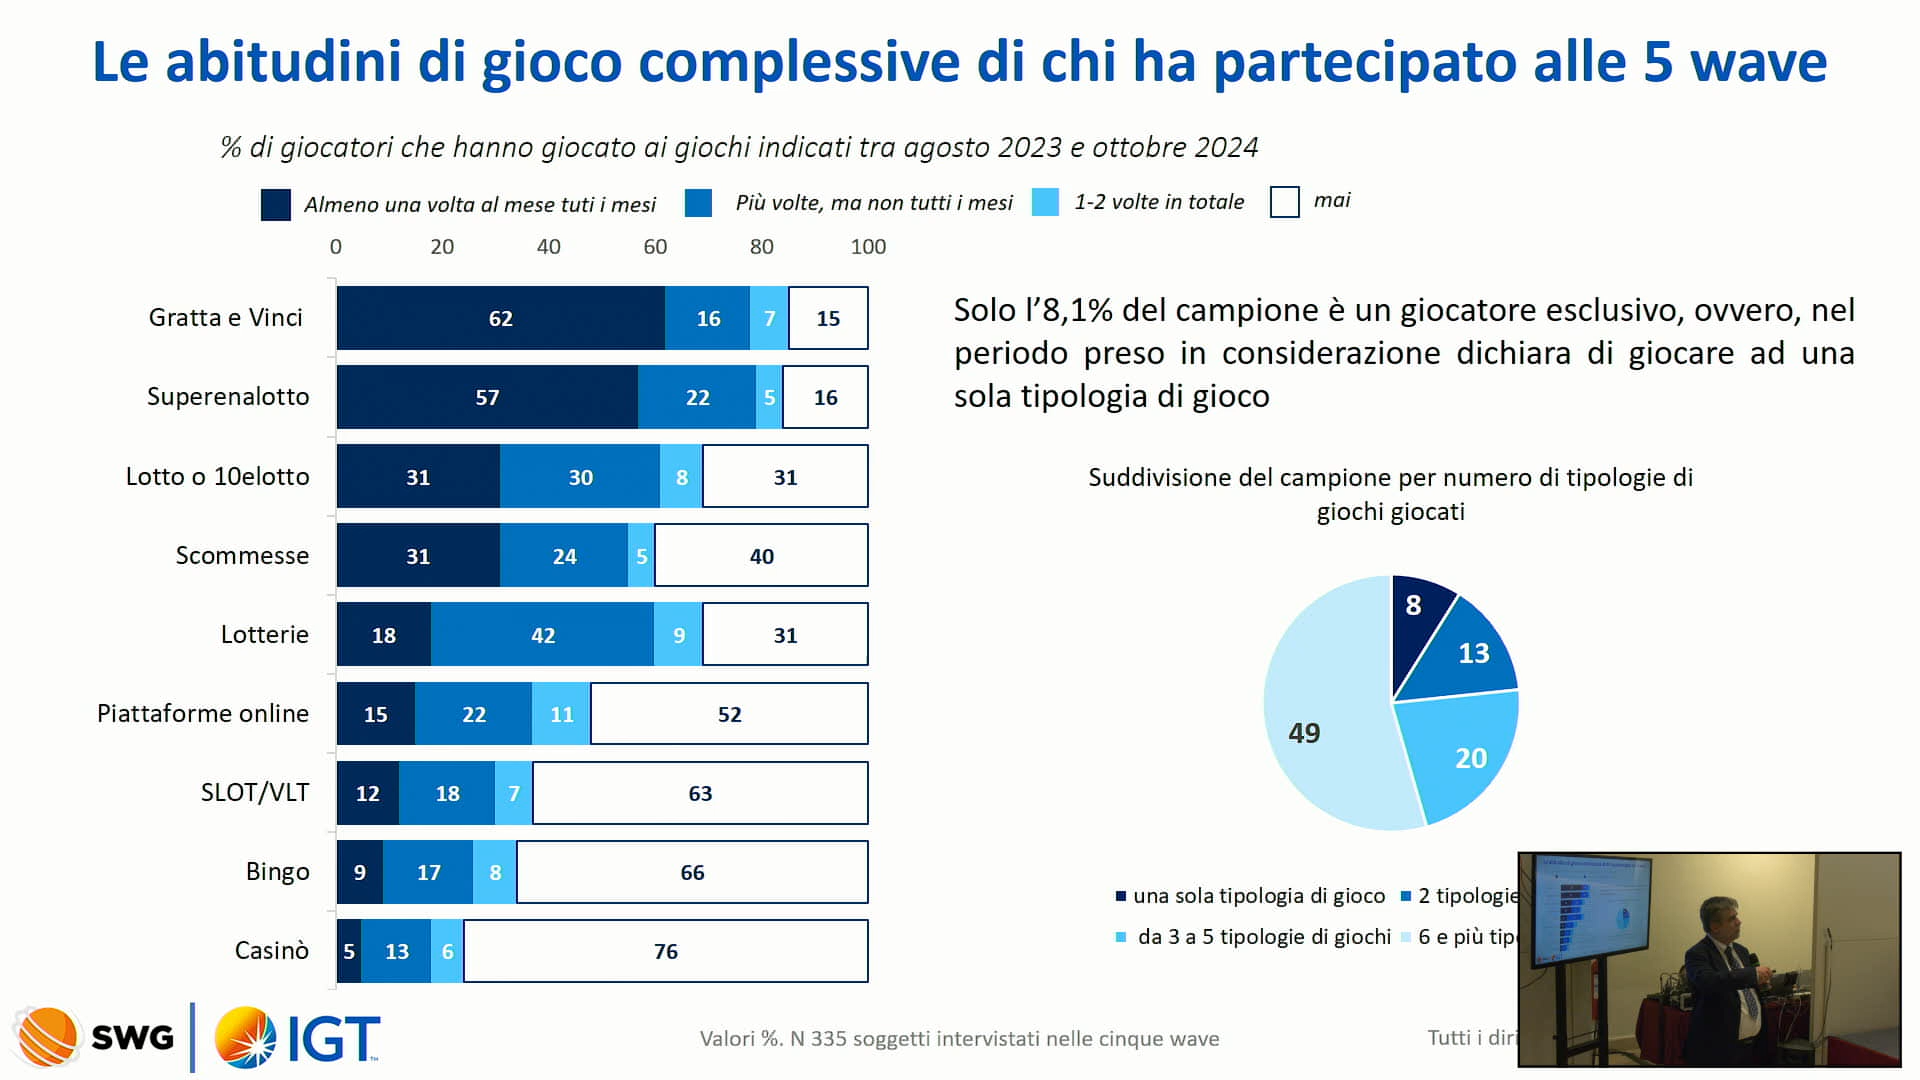 Le abitudini di gioco complessive di chi ha partecipato alle 5 wave
% di giocatori che hanno giocato ai giochi indicati tra agosto 2023 e ottobre 2024
Almeno una volta al mese tuti i mesi
Più volte, ma non tutti i mesi
1-2 volte in totale
mai
0 20 40 60 80 100
Gratta e Vinci 62 16 7 15
Superenalotto 57 22 5 16
Lotto o 10elotto 31 30 8 31
Scommesse 31 24 5 40
Lotterie 18 42 9 31
Piattaforme online 15 22 11 52
SLOT/VLT 12 18 7 63
Bingo 9 17 8 66
Casinò 5 13 6 76
Solo l’8,1% del campione è un giocatore esclusivo, ovvero, nel
periodo preso in considerazione dichiara di giocare ad una
sola tipologia di gioco
Suddivisione del campione per numero di tipologie di
giochi giocati
8
13
20
49
una sola tipologia di gioco
2 tipologie
da 3 a 5 tipologie di giochi
6 e più
SWG
IGT
Valori %. N 335 soggetti intervistati nelle cinque wave
Tutti i